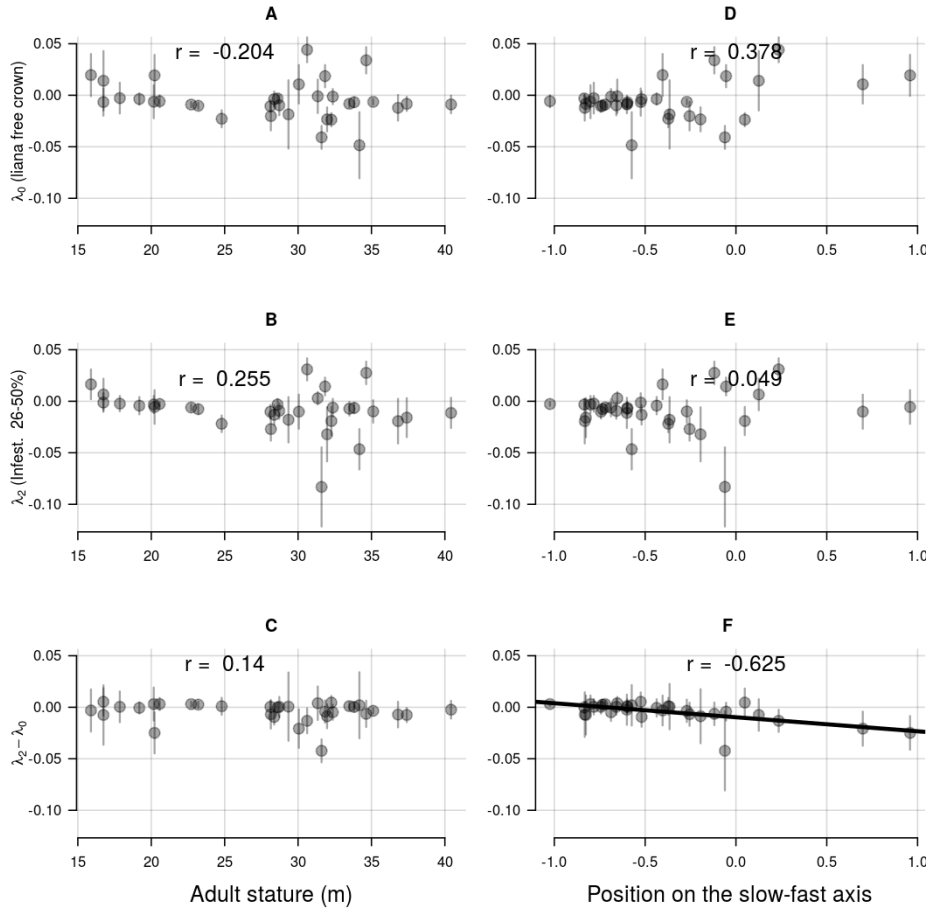 A
r = -0.204
λ0 (liana free crown)
0.05
0.00
-0.05
-0.10
15 20 25 30 35 40
D
r = 0.378
0.05
0.00
-0.05
-0.10
-1.0 -0.5 0.0 0.5 1.0
B
r = 0.255
λ2 (Infest. 26-50%)
0.05
0.00
-0.05
-0.10
15 20 25 30 35 40
E
r = 0.049
0.05
0.00
-0.05
-0.10
-1.0 -0.5 0.0 0.5 1.0
C
r = 0.14
λ2 − λ0
0.05
0.00
-0.05
-0.10
15 20 25 30 35 40
Adult stature (m)
F
r = -0.625
0.05
0.00
-0.05
-0.10
-1.0 -0.5 0.0 0.5 1.0
Position on the slow-fast axis